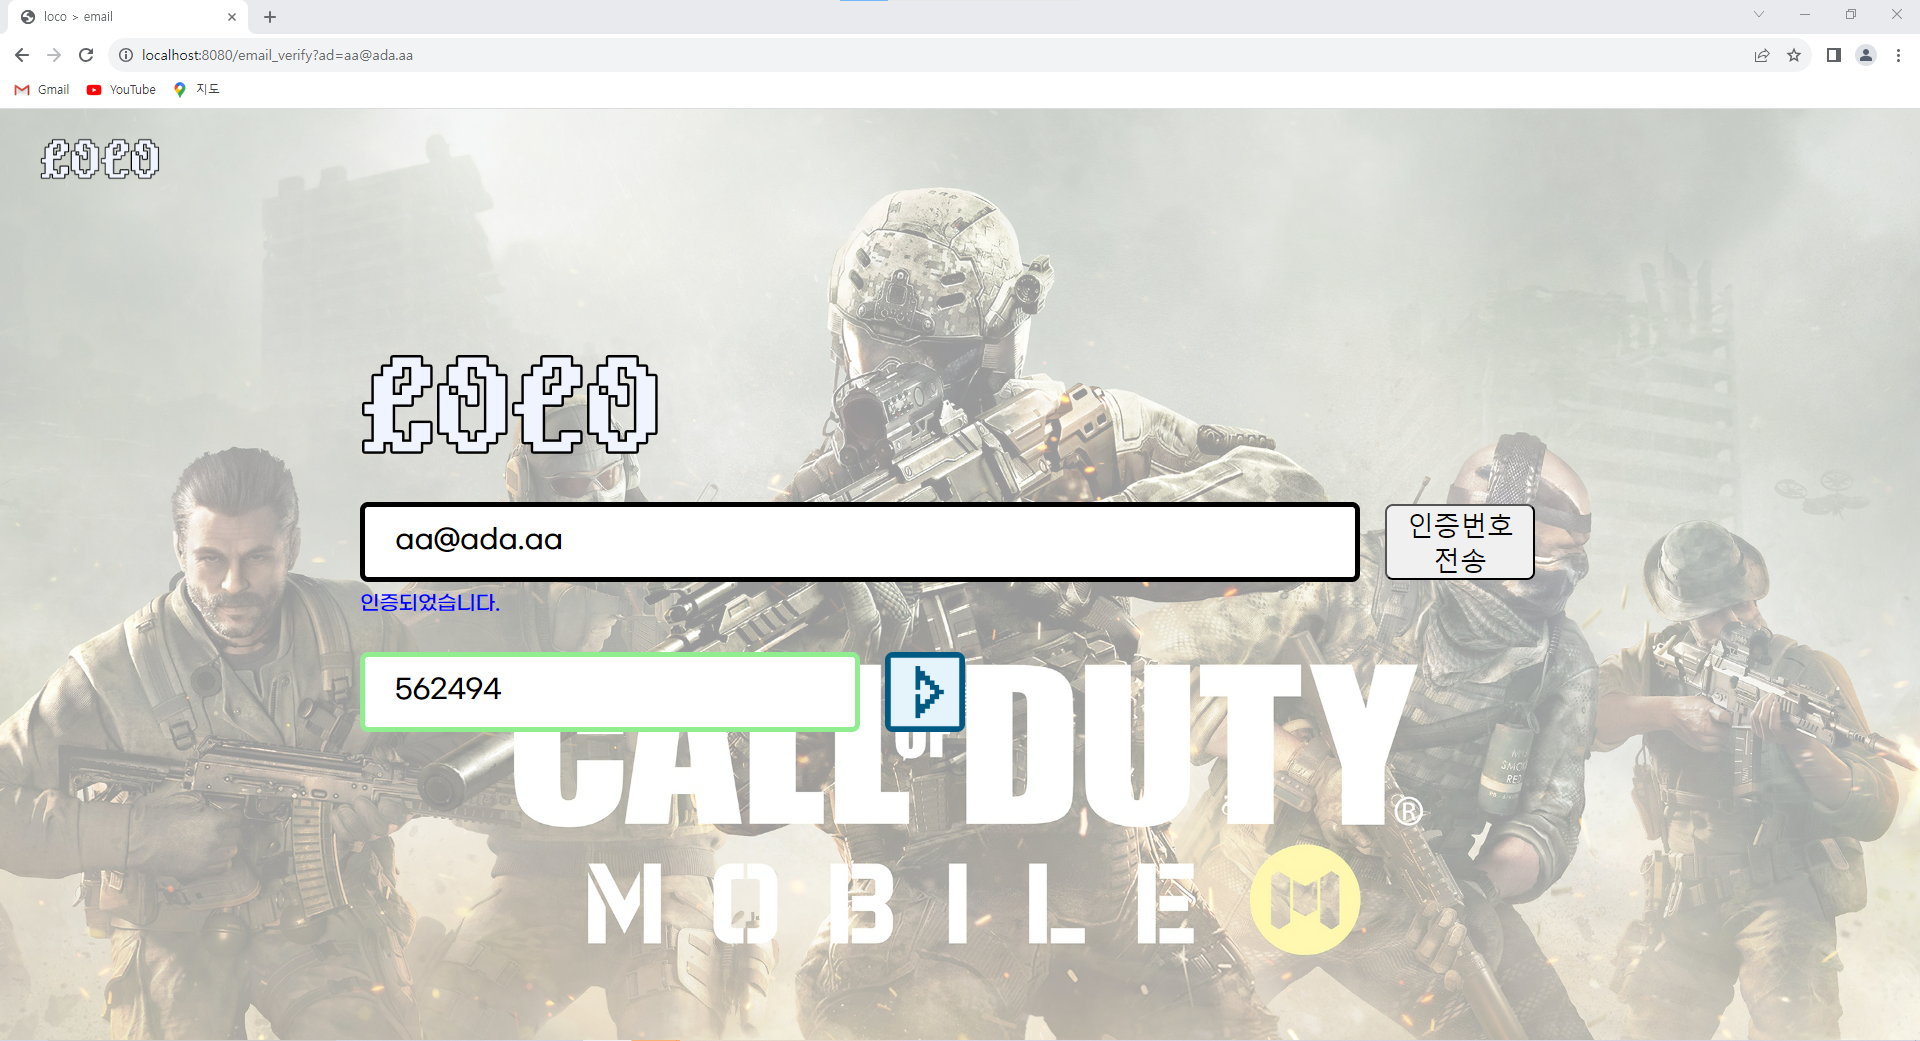 loco > email
localhost:8080/email_verify?ad=aa@ada.aa
Gmail YouTube 지도
loco
loco
aa@ada.aa
인증번호
전송
인증되었습니다.
562494
CALL OF DUTY®
MOBILE